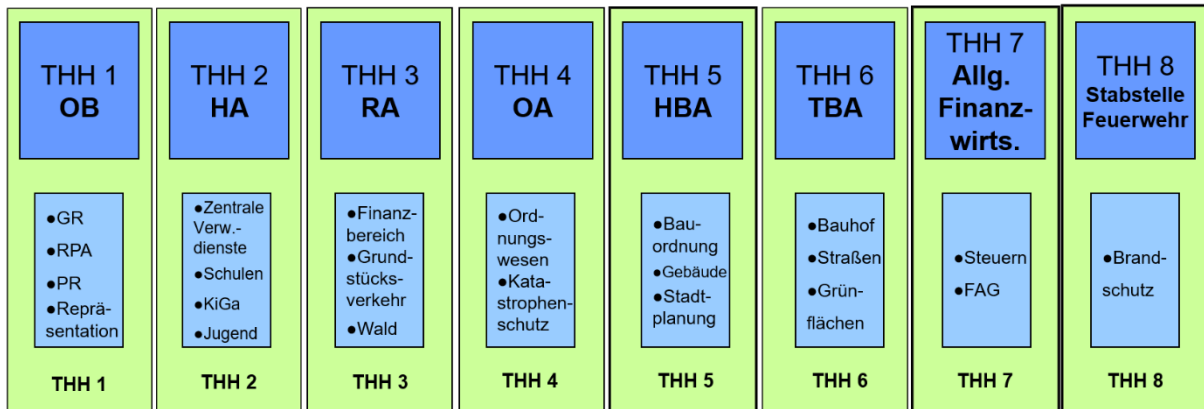 THH 1
OB
●GR
●RPA
●PR
●Reprä-
sentation
THH 1
THH 2
HA
●Zentrale
Verw.-
dienste
●Schulen
●KiGa
●Jugend
THH 2
THH 3
RA
●Finanz-
bereich
●Grund-
stücks-
verkehr
●Wald
THH 3
THH 4
OA
●Ord-
nungs-
wesen
●Kata-
strophen-
schutz
THH 4
THH 5
HBA
●Bau-
ordnung
●Gebäude
●Stadt-
planung
THH 5
THH 6
TBA
●Bauhof
●Straßen
●Grün-
flächen
THH 6
THH 7
Allg.
Finanz-
wirts.
●Steuern
●FAG
THH 7
THH 8
Stabstelle
Feuerwehr
●Brand-
schutz
THH 8